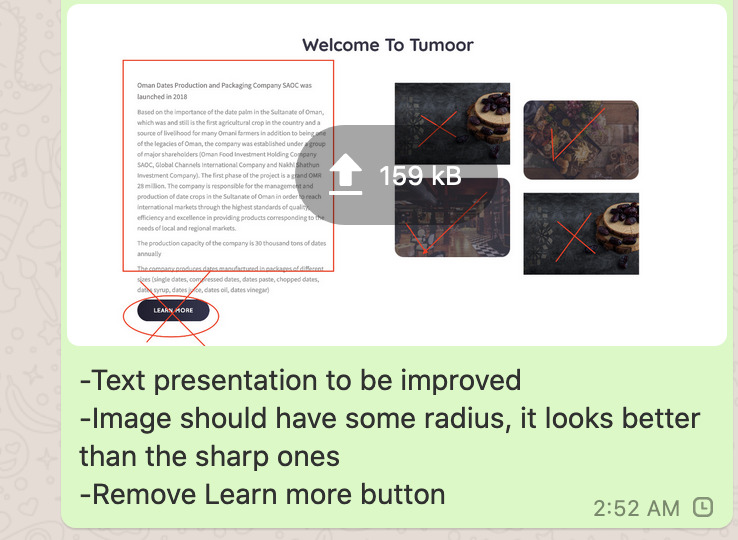 Welcome To Tumoor
Oman Dates Production and Packaging Company SAOC was
launched in 2018
Based on the importance of the date palm in the Sultanate of Oman,
which was and still is the first agricultural crop in the country and a
source of livelihood for many Omani farmers in addition to being one
of the legacies of Oman, the company was established under a group
of major shareholders (Oman Food Investment Holding Company
SAOC, Global Channels International Company and Nakhl Shathun
Investment Company). The first phase of the project is a grand OMR
28 million. The company is responsible for the management and
production of date crops in the Sultanate of Oman in order to reach
international markets through the highest standards of quality,
efficiency and excellence in providing products corresponding to the
needs of local and regional markets.
The production capacity of the company is 30 thousand tons of dates
annually
The company produces dates manufactured in packages of different
sizes (single dates, compressed dates, dates paste, chopped dates,
dates syrup, dates juice, dates oil, dates vinegar)
LEARN MORE
159 kB
-Text presentation to be improved
-Image should have some radius, it looks better
than the sharp ones
-Remove Learn more button
2:52 AM